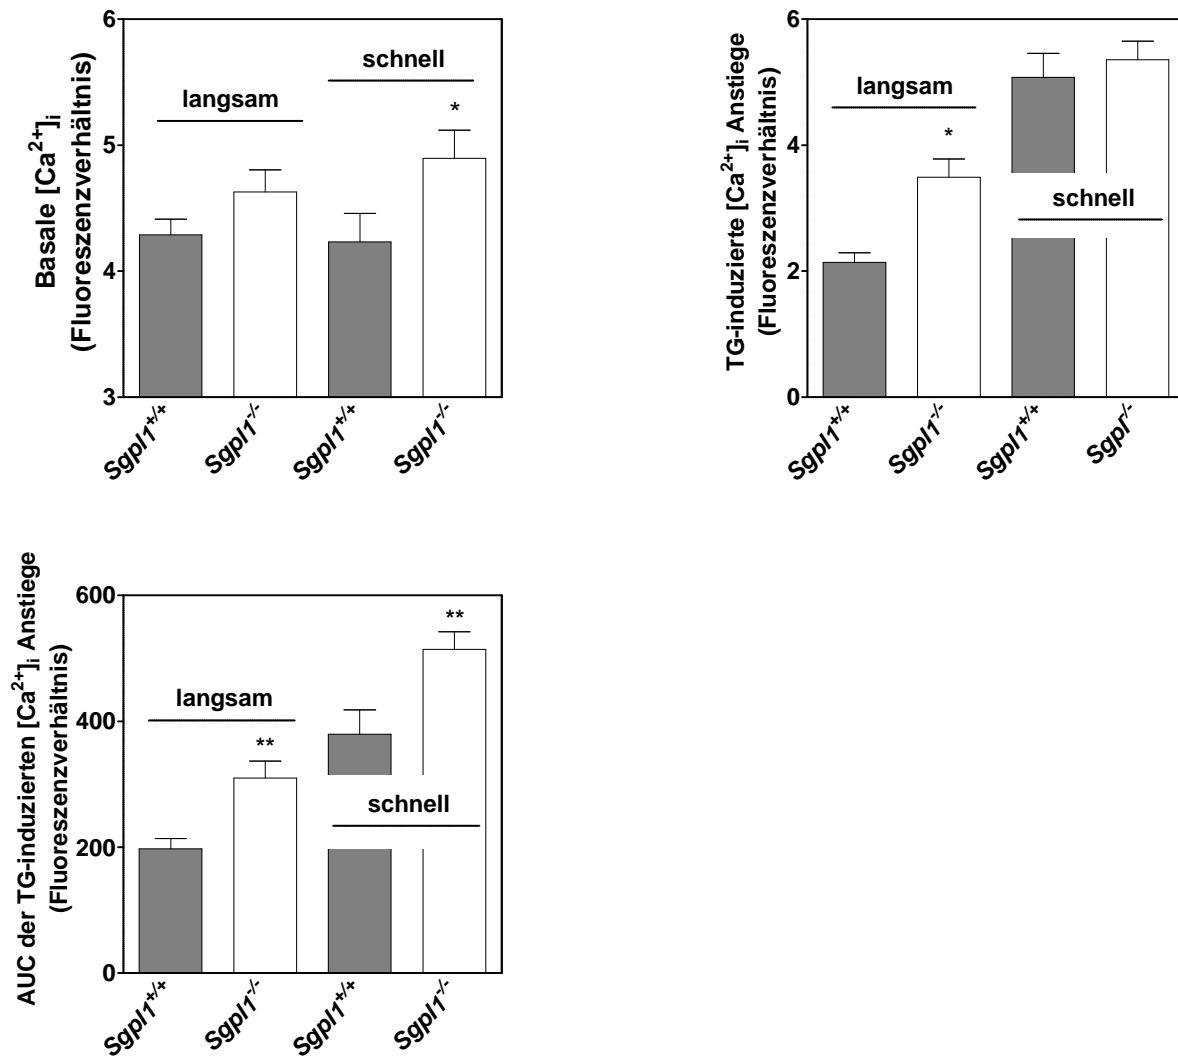 Basale [Ca²⁺]ᵢ
(Fluoreszenzverhältnis)
6
5
4
3
langsam
schnell
*
Sgpl1⁺/⁺
Sgpl1⁻/⁻
Sgpl1⁺/⁺
Sgpl1⁻/⁻
TG-induzierte [Ca²⁺]ᵢ Anstiege
(Fluoreszenzverhältnis)
6
4
2
0
langsam
*
schnell
Sgpl1⁺/⁺
Sgpl1⁻/⁻
Sgpl1⁺/⁺
Sgpl⁻/⁻
AUC der TG-induzierten [Ca²⁺]ᵢ Anstiege
(Fluoreszenzverhältnis)
600
400
200
0
langsam
**
**
schnell
Sgpl1⁺/⁺
Sgpl1⁻/⁻
Sgpl1⁺/⁺
Sgpl1⁻/⁻